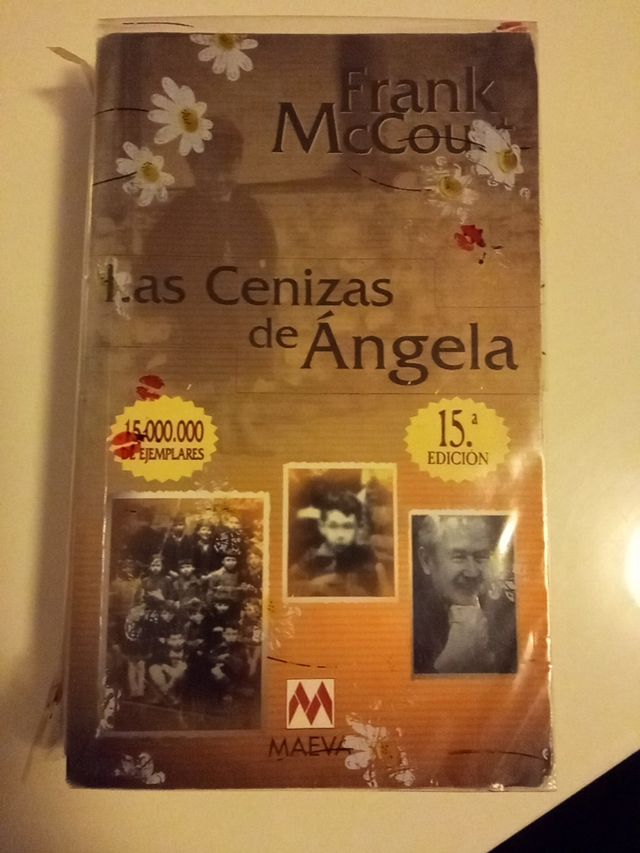 Frank
McCourt
Las Cenizas
de Ángela
15.000.000
DE EJEMPLARES
15.ª
EDICIÓN
MAEVA